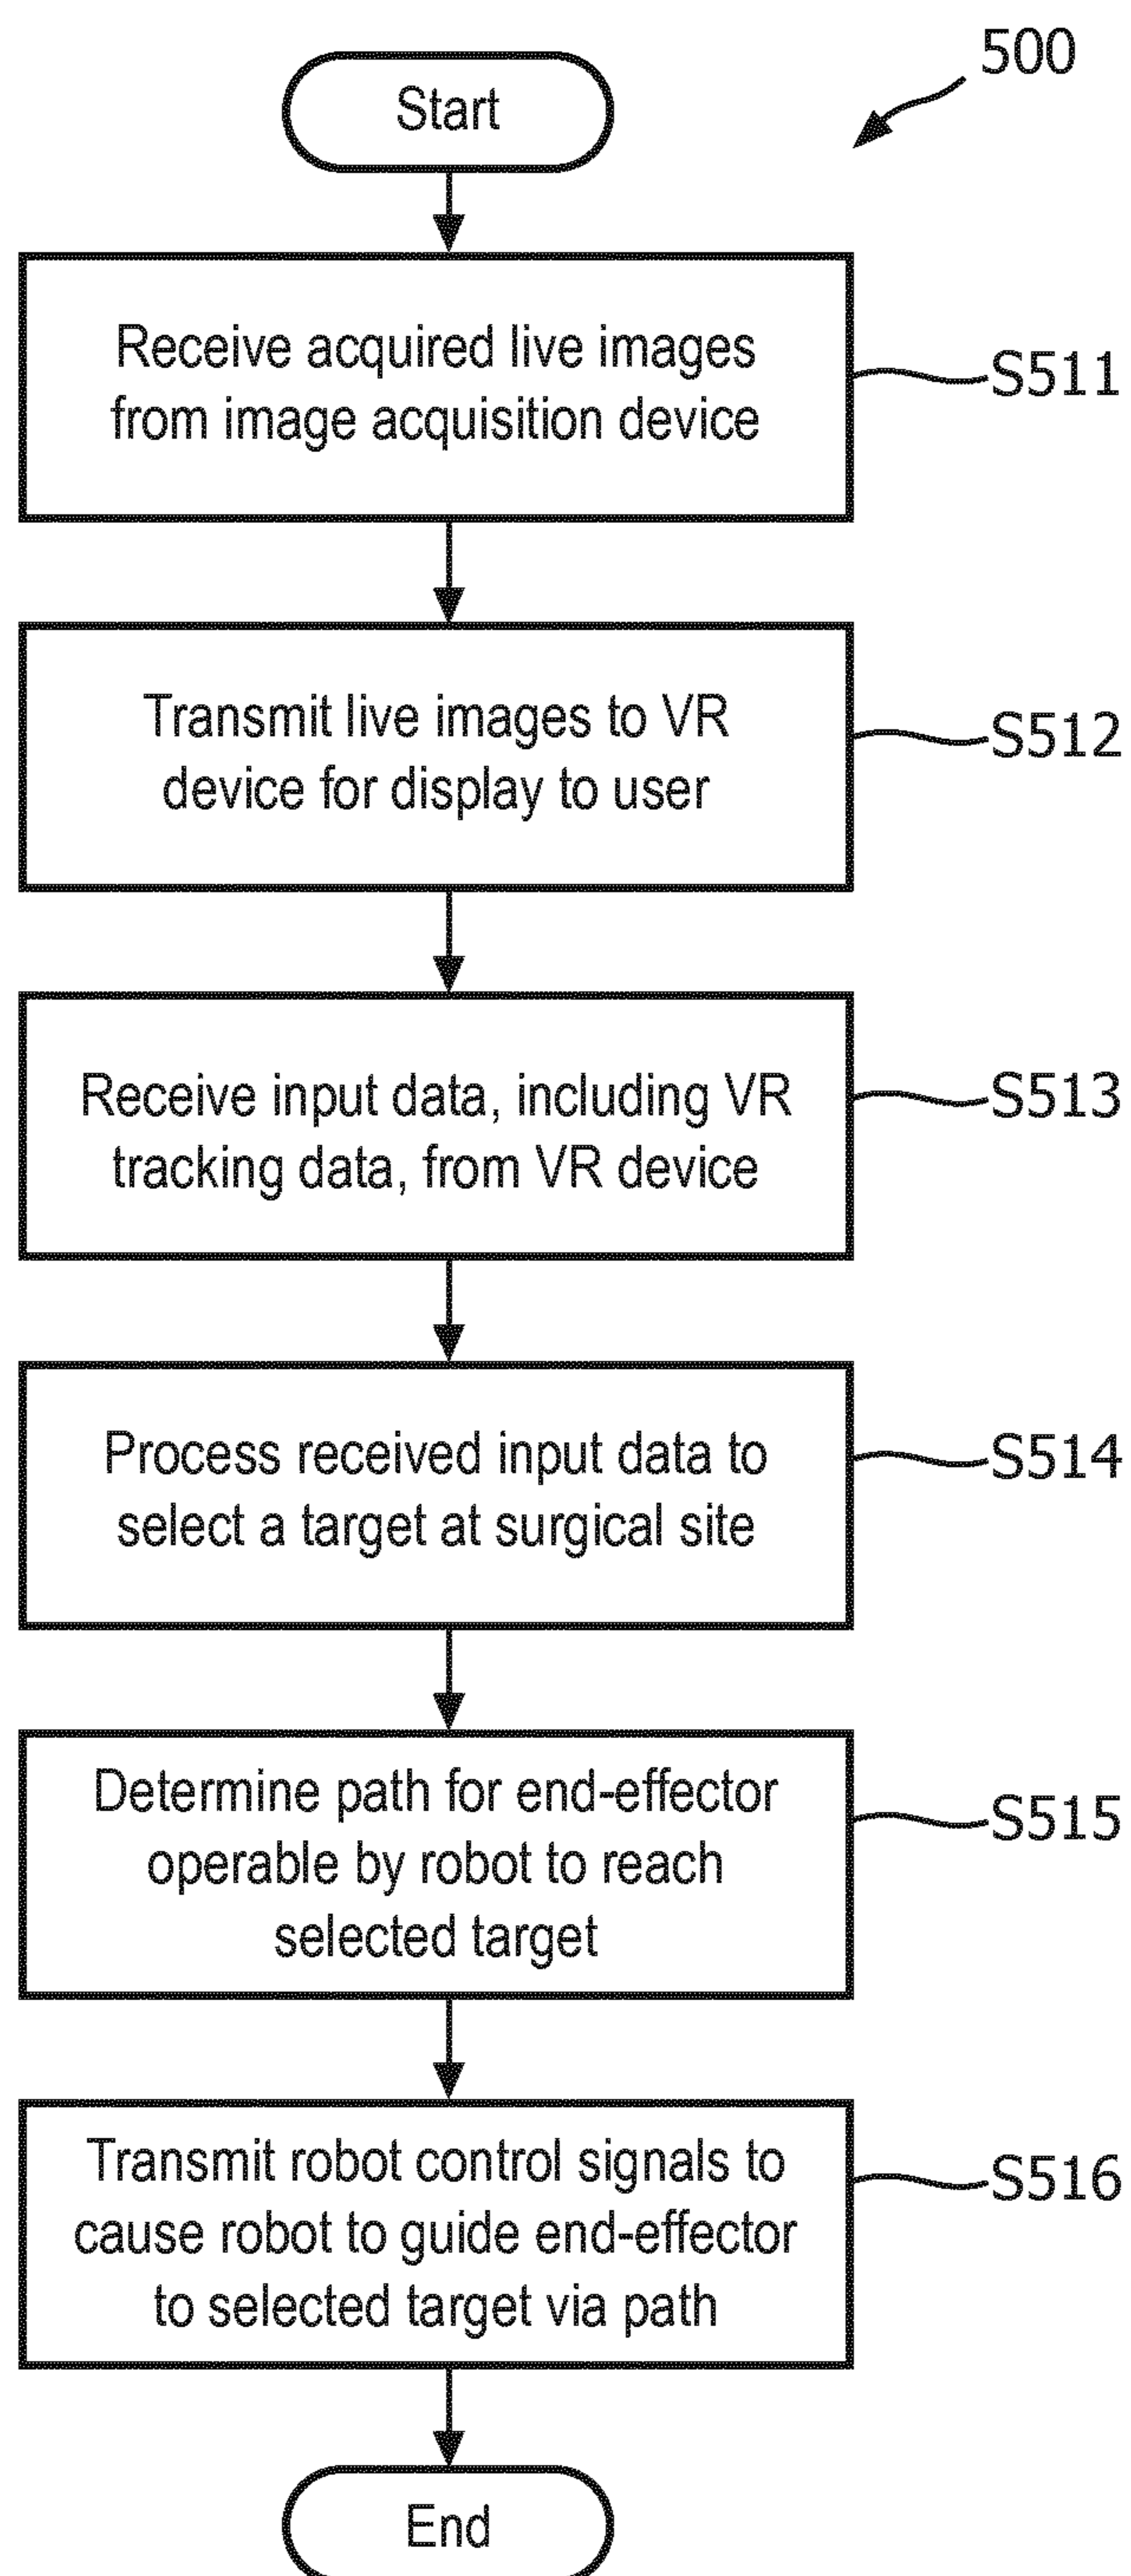 500
Start
Receive acquired live images
from image acquisition device
S511
Transmit live images to VR
device for display to user
S512
Receive input data, including VR
tracking data, from VR device
S513
Process received input data to
select a target at surgical site
S514
Determine path for end-effector
operable by robot to reach
selected target
S515
Transmit robot control signals to
cause robot to guide end-effector
to selected target via path
S516
End